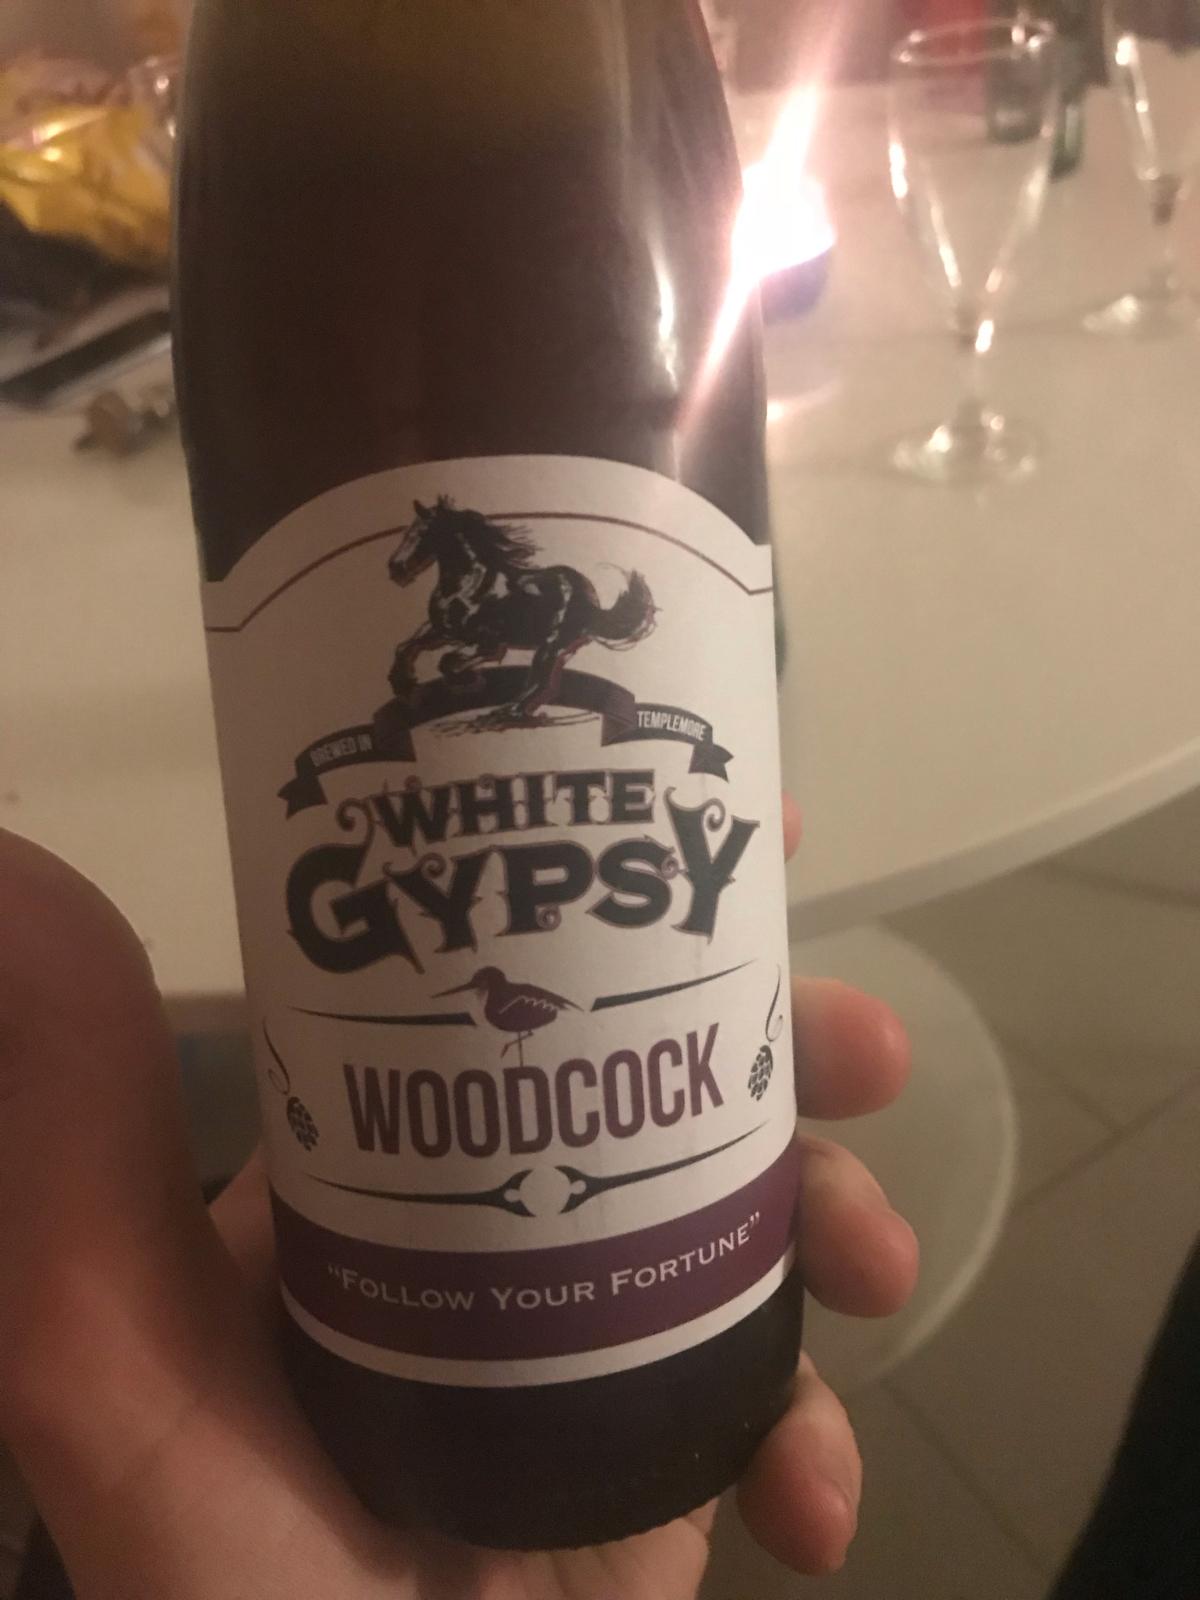 BREWED IN TEMPLEMORE
WHITE
GYPSY
WOODCOCK
“FOLLOW YOUR FORTUNE”